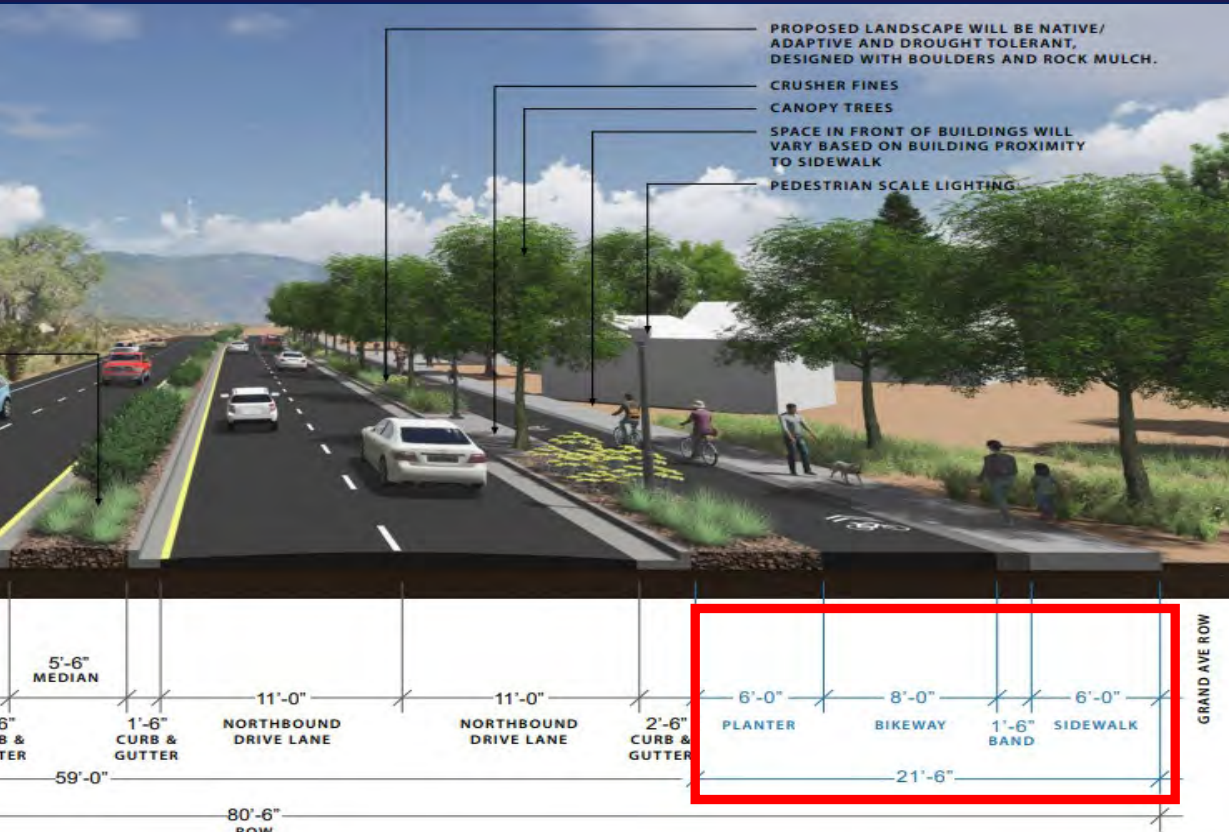 PROPOSED LANDSCAPE WILL BE NATIVE/
ADAPTIVE AND DROUGHT TOLERANT,
DESIGNED WITH BOULDERS AND ROCK MULCH.
CRUSHER FINES
CANOPY TREES
SPACE IN FRONT OF BUILDINGS WILL
VARY BASED ON BUILDING PROXIMITY
TO SIDEWALK
PEDESTRIAN SCALE LIGHTING
5'-6"
MEDIAN
6"
B &
TER
1'-6"
CURB &
GUTTER
11'-0"
NORTHBOUND
DRIVE LANE
11'-0"
NORTHBOUND
DRIVE LANE
2'-6"
CURB &
GUTTER
6'-0"
PLANTER
8'-0"
BIKEWAY
1'-6"
BAND
6'-0"
SIDEWALK
GRAND AVE ROW
59'-0"
21'-6"
80'-6"
ROW